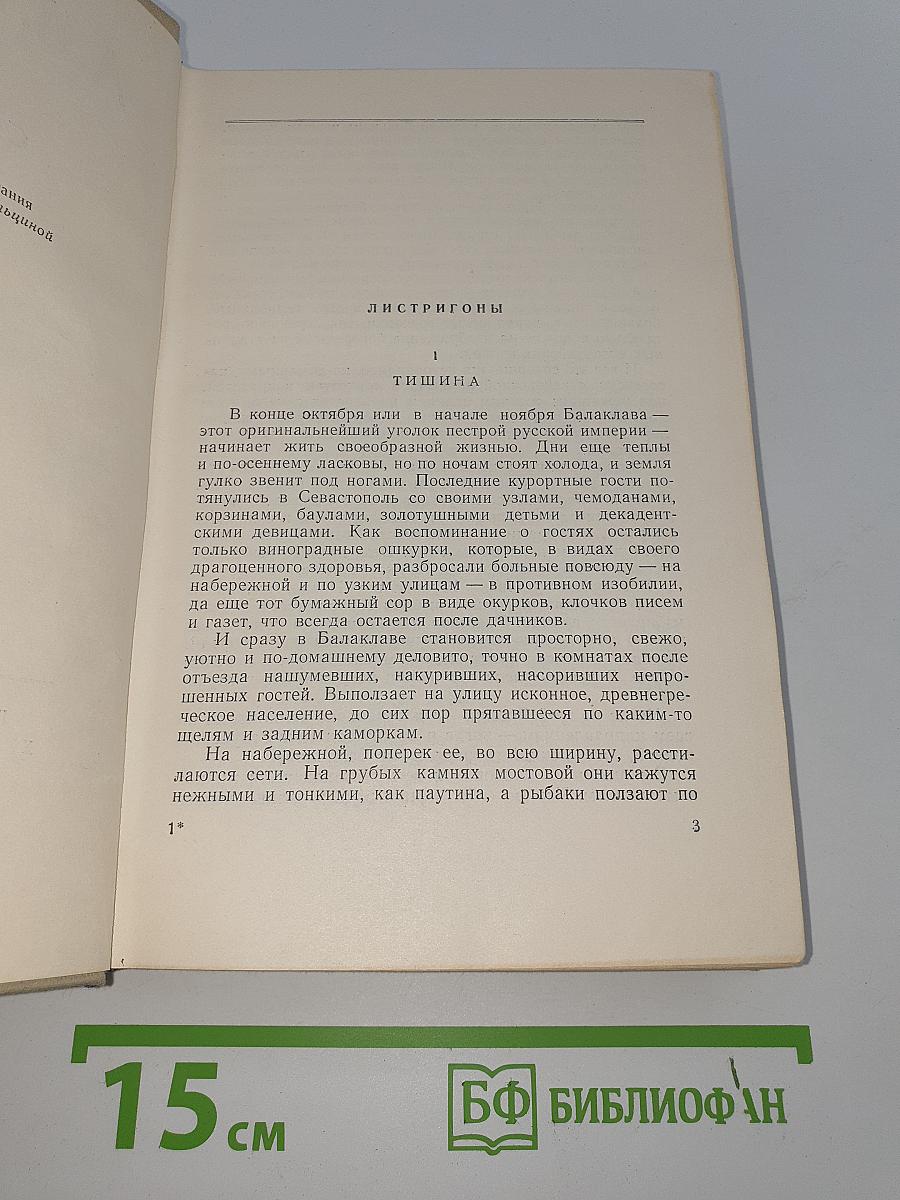 ания
ьциной
ЛИСТРИГОНЫ
1
ТИШИНА
В конце октября или в начале ноября Балаклава —
этот оригинальнейший уголок пестрой русской империи —
начинает жить своеобразной жизнью. Дни еще теплы
и по-осеннему ласковы, но по ночам стоят холода, и земля
гулко звенит под ногами. Последние курортные гости по-
тянулись в Севастополь со своими узлами, чемоданами,
корзинами, баулами, золотушными детьми и декадент-
скими девицами. Как воспоминание о гостях остались
только виноградные ошкурки, которые, в видах своего
драгоценного здоровья, разбросали больные повсюду — на
набережной и по узким улицам — в противном изобилии,
да еще тот бумажный сор в виде окурков, клочков писем
и газет, что всегда остается после дачников.
И сразу в Балаклаве становится просторно, свежо,
уютно и по-домашнему деловито, точно в комнатах после
отъезда нашумевших, накуривших, насоривших непро-
шенных гостей. Выползает на улицу исконное, древнегре-
ческое население, до сих пор прятавшееся по каким-то
щелям и задним каморкам.
На набережной, поперек ее, во всю ширину, рассти-
лаются сети. На грубых камнях мостовой они кажутся
нежными и тонкими, как паутина, а рыбаки ползают по
1*
3
15 см
БФ БИБЛИОФАН